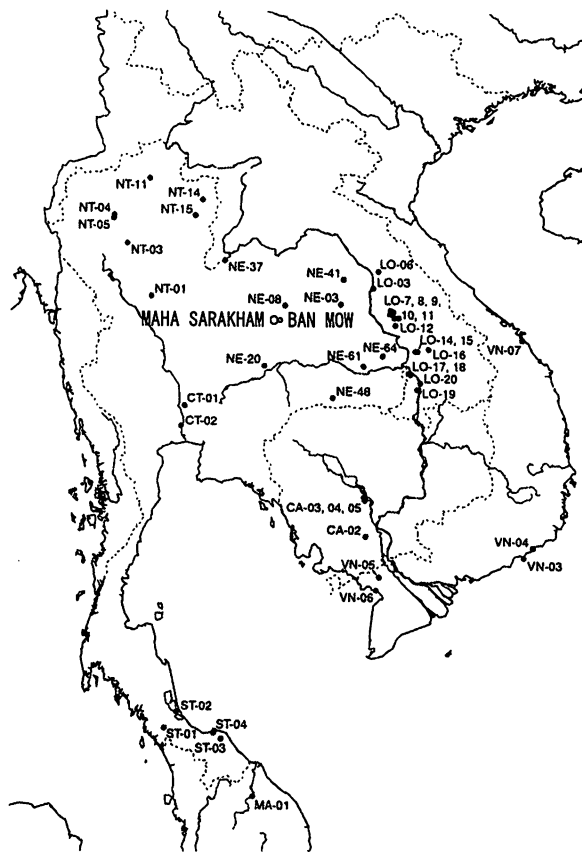 NT-11
NT-14
NT-04
NT-05
NT-15
NT-03
NE-37
LO-06
NE-41
LO-03
NT-01
NE-08
NE-03
LO-7, 8, 9,
10, 11
MAHA SARAKHAM BAN MOW
LO-12
VN-07
LO-14, 15
NE-64
LO-16
NE-20
NE-61
LO-17, 18
LO-20
NE-48
LO-19
CT-01
CT-02
CA-03, 04, 05
CA-02
VN-04
VN-03
VN-05
VN-06
ST-02
ST-04
ST-01
ST-03
MA-01